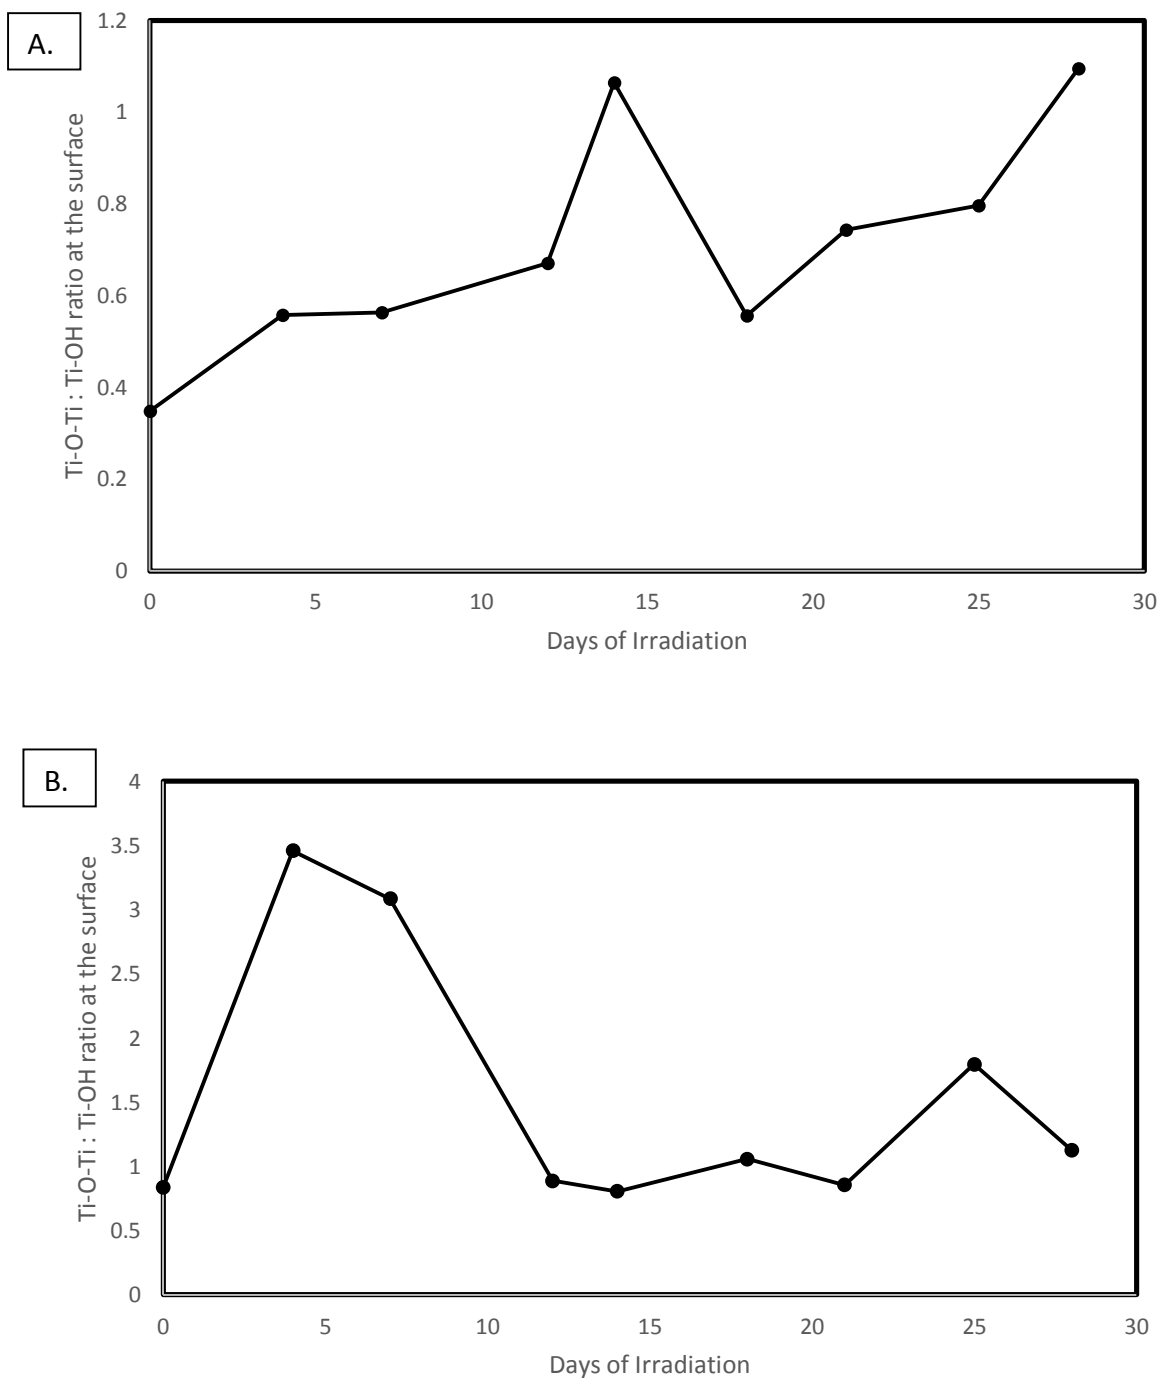 A.
Ti-O-Ti : Ti-OH ratio at the surface
1.2
1
0.8
0.6
0.4
0.2
0
0 5 10 15 20 25 30
Days of Irradiation
B.
Ti-O-Ti : Ti-OH ratio at the surface
4
3.5
3
2.5
2
1.5
1
0.5
0
0 5 10 15 20 25 30
Days of Irradiation